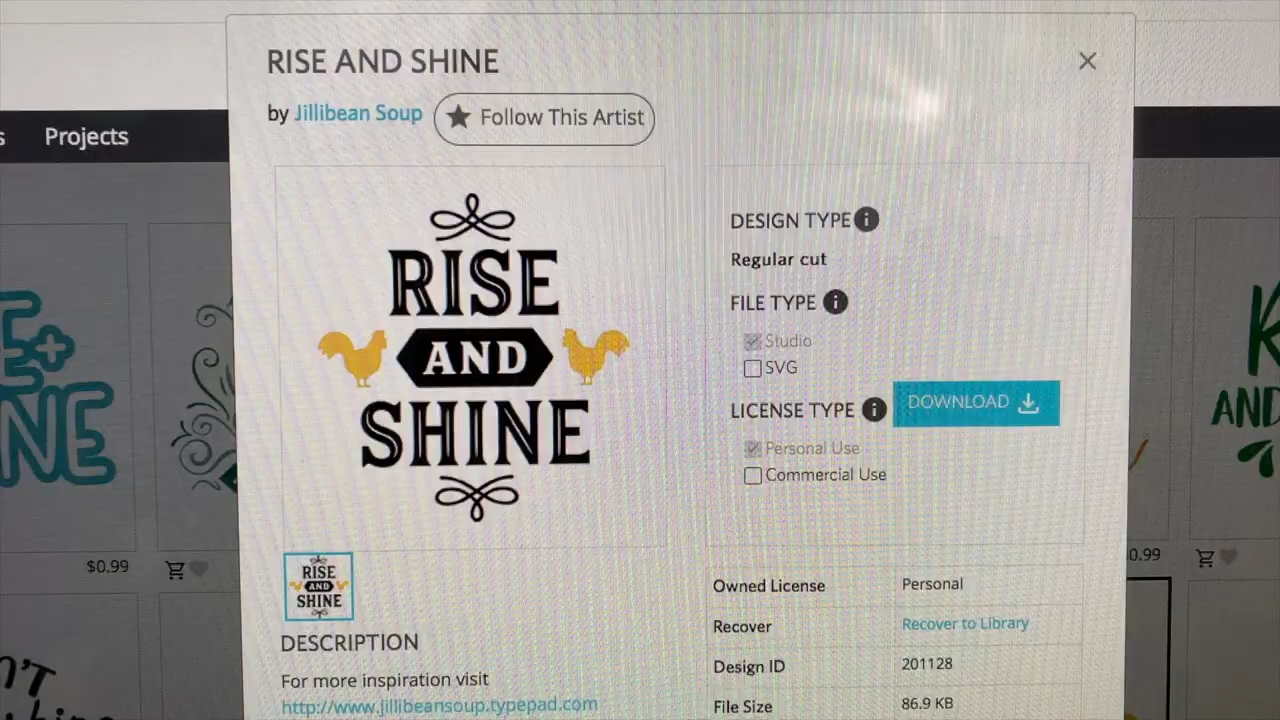 RISE AND SHINE
by Jillibean Soup
Follow This Artist
s Projects
RISE
AND
SHINE
DESIGN TYPE
Regular cut
FILE TYPE
Studio
SVG
LICENSE TYPE
DOWNLOAD
Personal Use
Commercial Use
E+
NE
AND
$0.99
0.99
RISE
AND
SHINE
DESCRIPTION
For more inspiration visit
http://www.jillibeansoup.typepad.com
Owned License Personal
Recover Recover to Library
Design ID 201128
File Size 86.9 KB
n'T